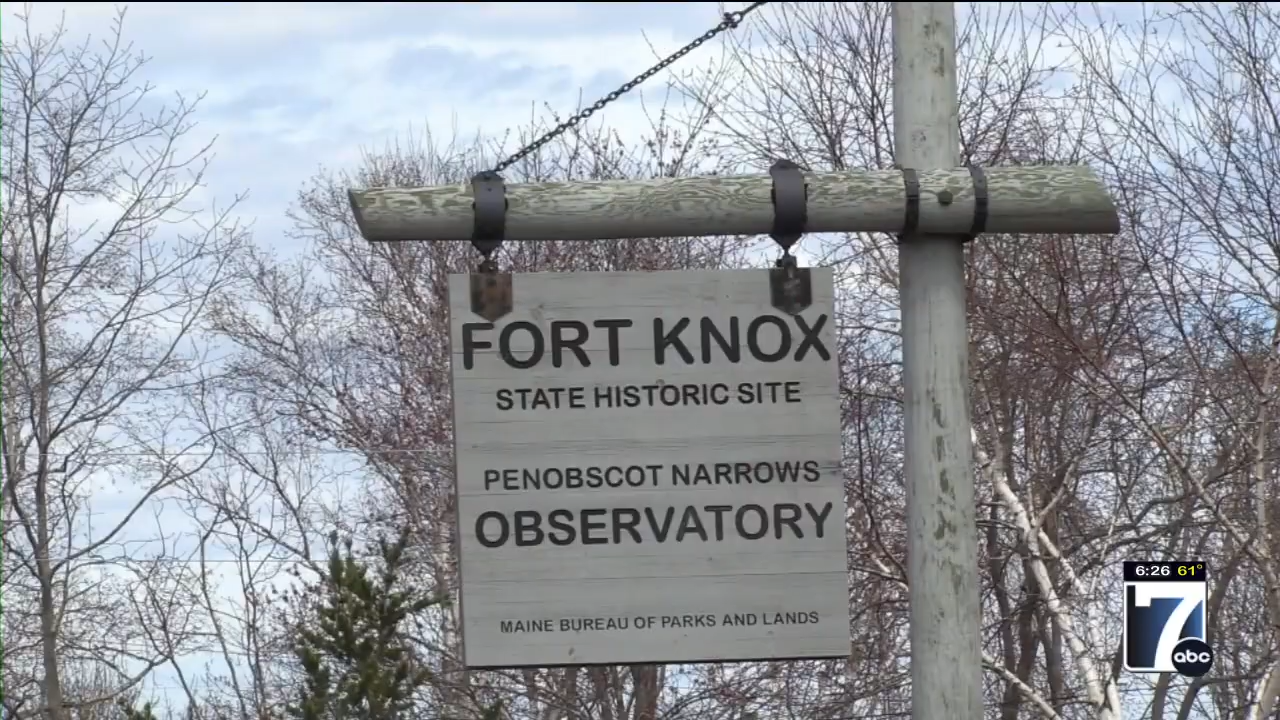 FORT KNOX
STATE HISTORIC SITE
PENOBSCOT NARROWS
OBSERVATORY
MAINE BUREAU OF PARKS AND LANDS
6:26 61°
7
abc